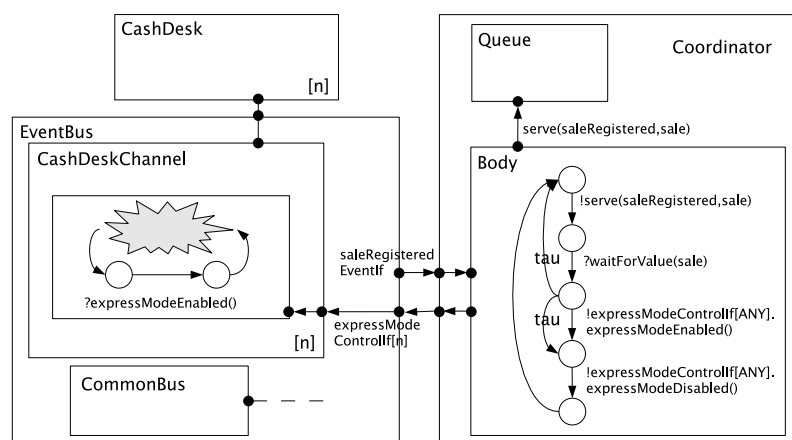 CashDesk
[n]
EventBus
CashDeskChannel
?expressModeEnabled()
[n]
CommonBus
saleRegistered
EventIf
expressMode
ControlIf[n]
Queue
Coordinator
serve(saleRegistered,sale)
Body
!serve(saleRegistered,sale)
tau
?waitForValue(sale)
tau
!expressModeControlIf[ANY].
expressModeEnabled()
!expressModeControlIf[ANY].
expressModeDisabled()